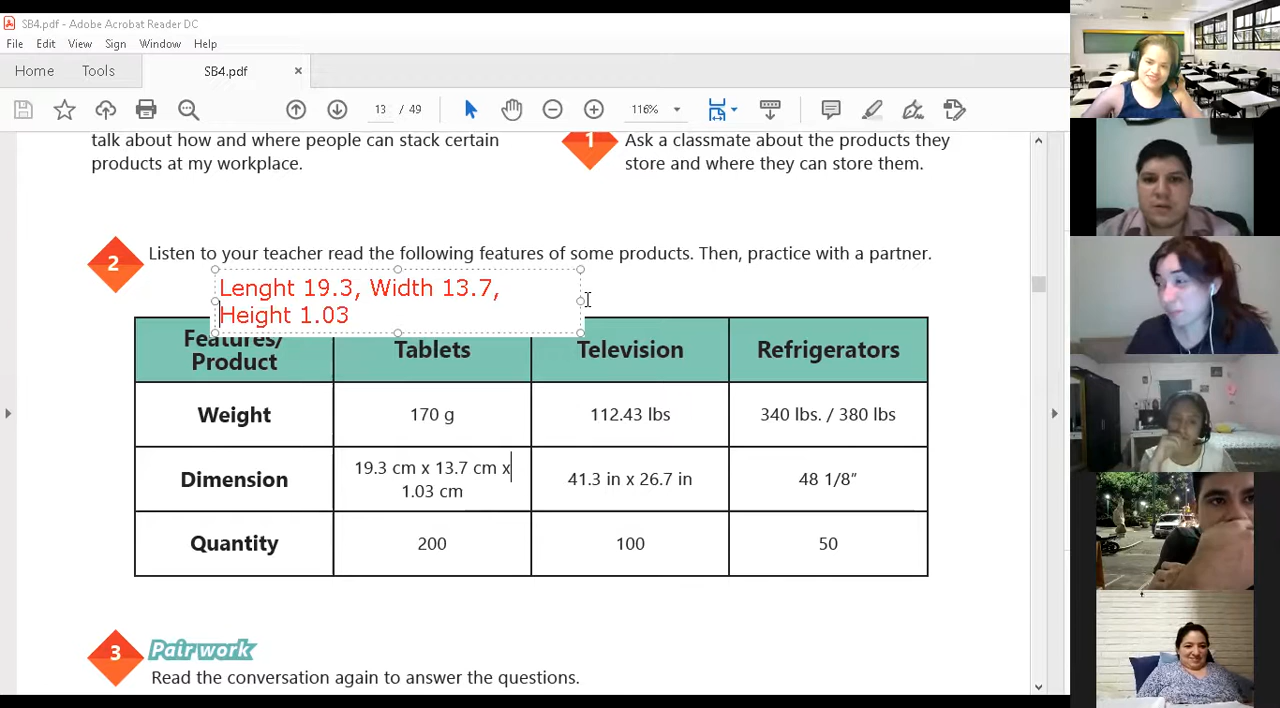 SB4.pdf - Adobe Acrobat Reader DC
File Edit View Sign Window Help
Home Tools SB4.pdf ×
13 / 49 116%
talk about how and where people can stack certain
products at my workplace.
1 Ask a classmate about the products they
store and where they can store them.
2 Listen to your teacher read the following features of some products. Then, practice with a partner.
Lenght 19.3, Width 13.7,
Height 1.03
Features/
Product Tablets Television Refrigerators
Weight 170 g 112.43 lbs 340 lbs. / 380 lbs
Dimension 19.3 cm x 13.7 cm x
1.03 cm 41.3 in x 26.7 in 48 1/8”
Quantity 200 100 50
3 Pair work
Read the conversation again to answer the questions.